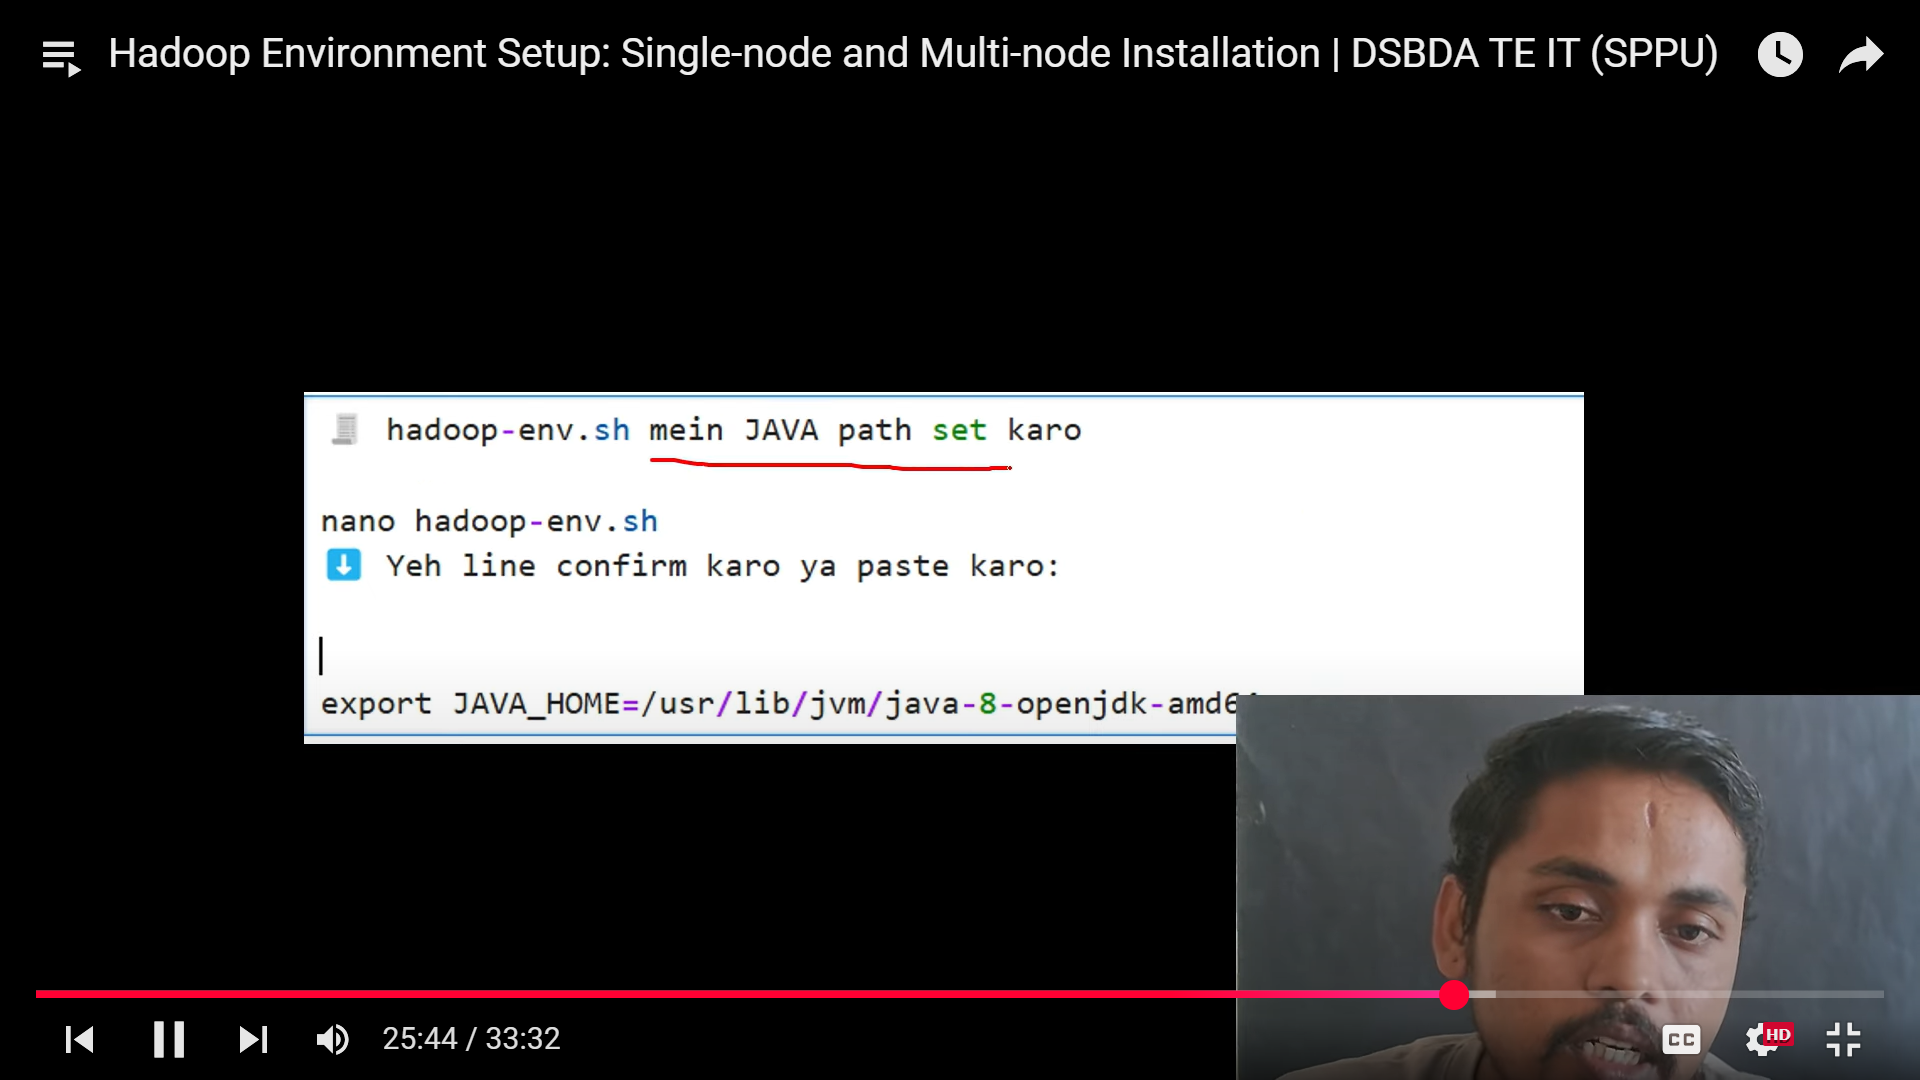 Hadoop Environment Setup: Single-node and Multi-node Installation | DSBDA TE IT (SPPU)
hadoop-env.sh mein JAVA path set karo
nano hadoop-env.sh
Yeh line confirm karo ya paste karo:
export JAVA_HOME=/usr/lib/jvm/java-8-openjdk-amd6
25:44 / 33:32
CC
HD